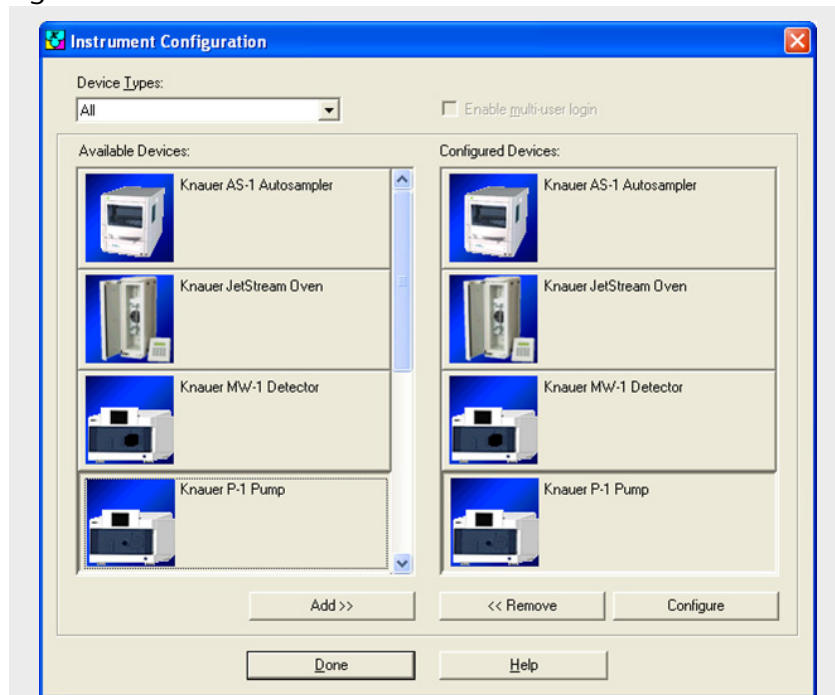 Instrument Configuration
Device Types:
All
Enable multi-user login
Available Devices:
Configured Devices:
Knauer AS-1 Autosampler
Knauer AS-1 Autosampler
Knauer JetStream Oven
Knauer JetStream Oven
Knauer MW-1 Detector
Knauer MW-1 Detector
Knauer P-1 Pump
Knauer P-1 Pump
Add >>
<< Remove
Configure
Done
Help